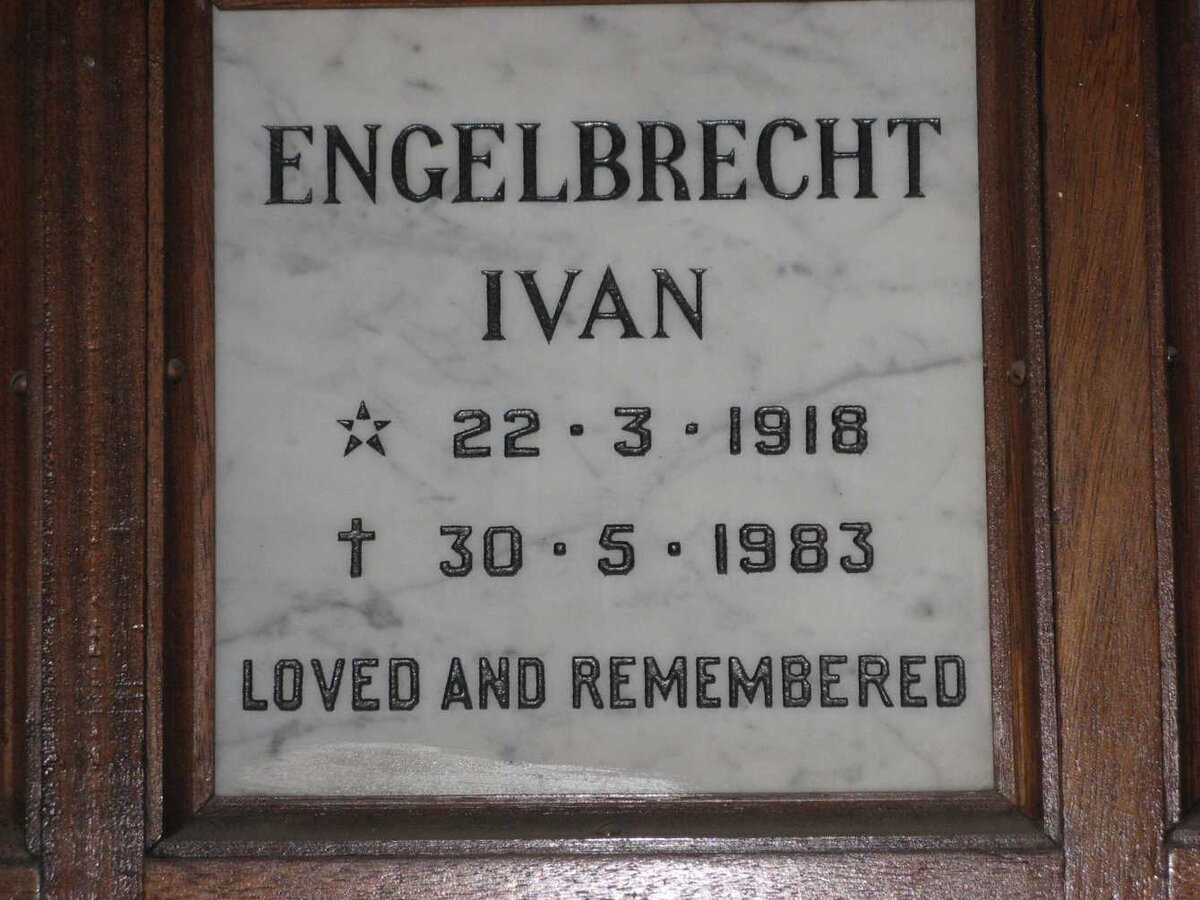 ENGELBRECHT
IVAN
☆ 22 · 3 · 1918
† 30 · 5 · 1983
LOVED AND REMEMBERED